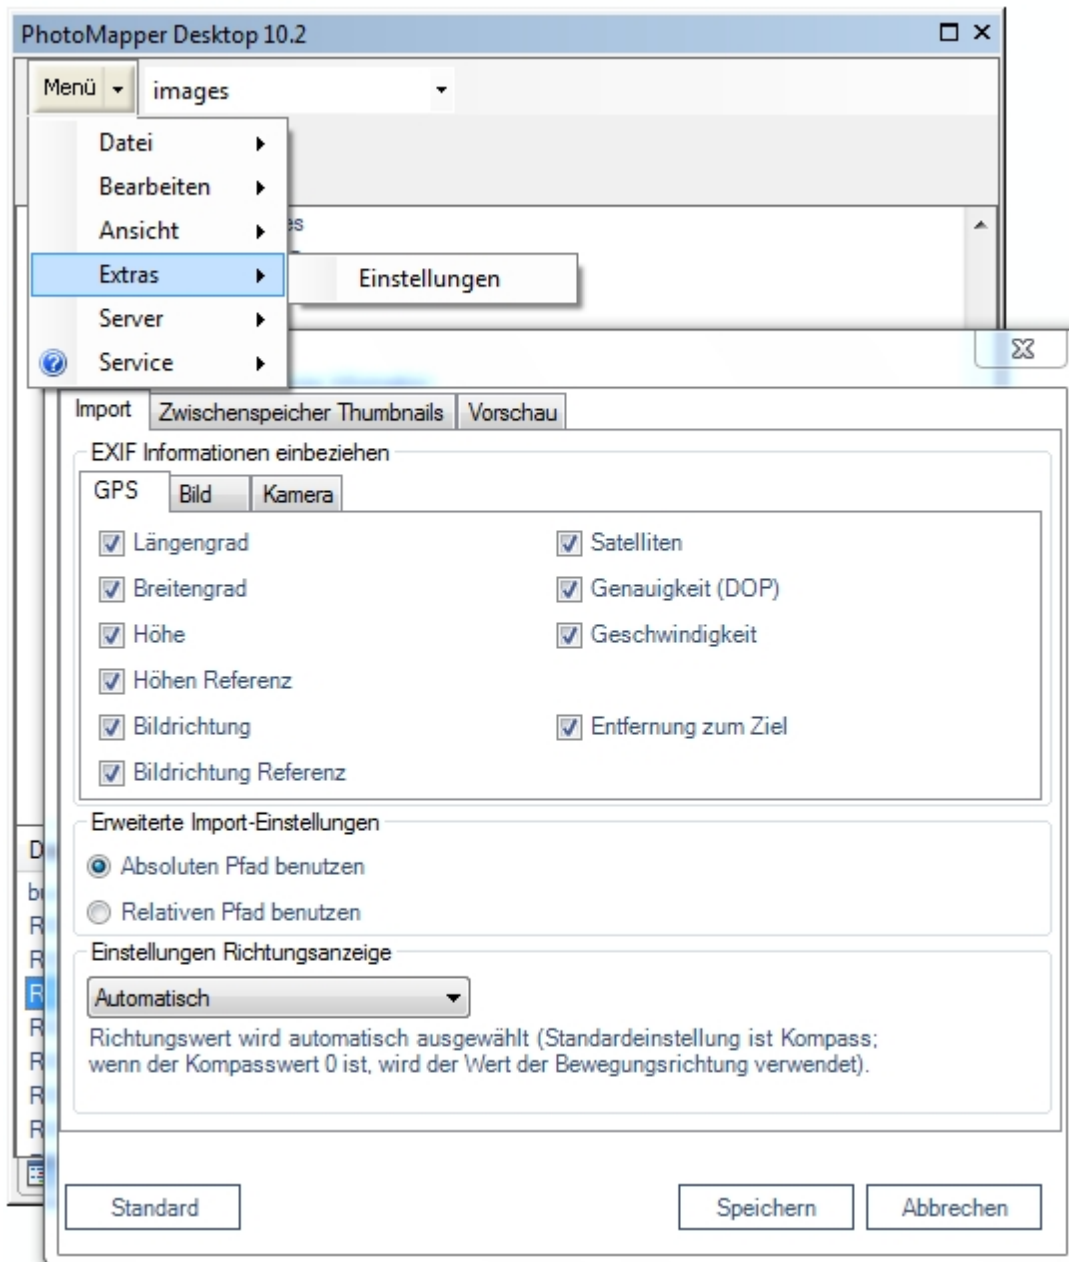 PhotoMapper Desktop 10.2
Menü
images
Datei
Bearbeiten
Ansicht
Extras
Einstellungen
Server
Service
Import
Zwischenspeicher Thumbnails
Vorschau
EXIF Informationen einbeziehen
GPS
Bild
Kamera
Längengrad
Satelliten
Breitengrad
Genauigkeit (DOP)
Höhe
Geschwindigkeit
Höhen Referenz
Bildrichtung
Entfernung zum Ziel
Bildrichtung Referenz
Erweiterte Import-Einstellungen
Absoluten Pfad benutzen
Relativen Pfad benutzen
Einstellungen Richtungsanzeige
Automatisch
Richtungswert wird automatisch ausgewählt (Standardeinstellung ist Kompass;
wenn der Kompasswert 0 ist, wird der Wert der Bewegungsrichtung verwendet).
Standard
Speichern
Abbrechen